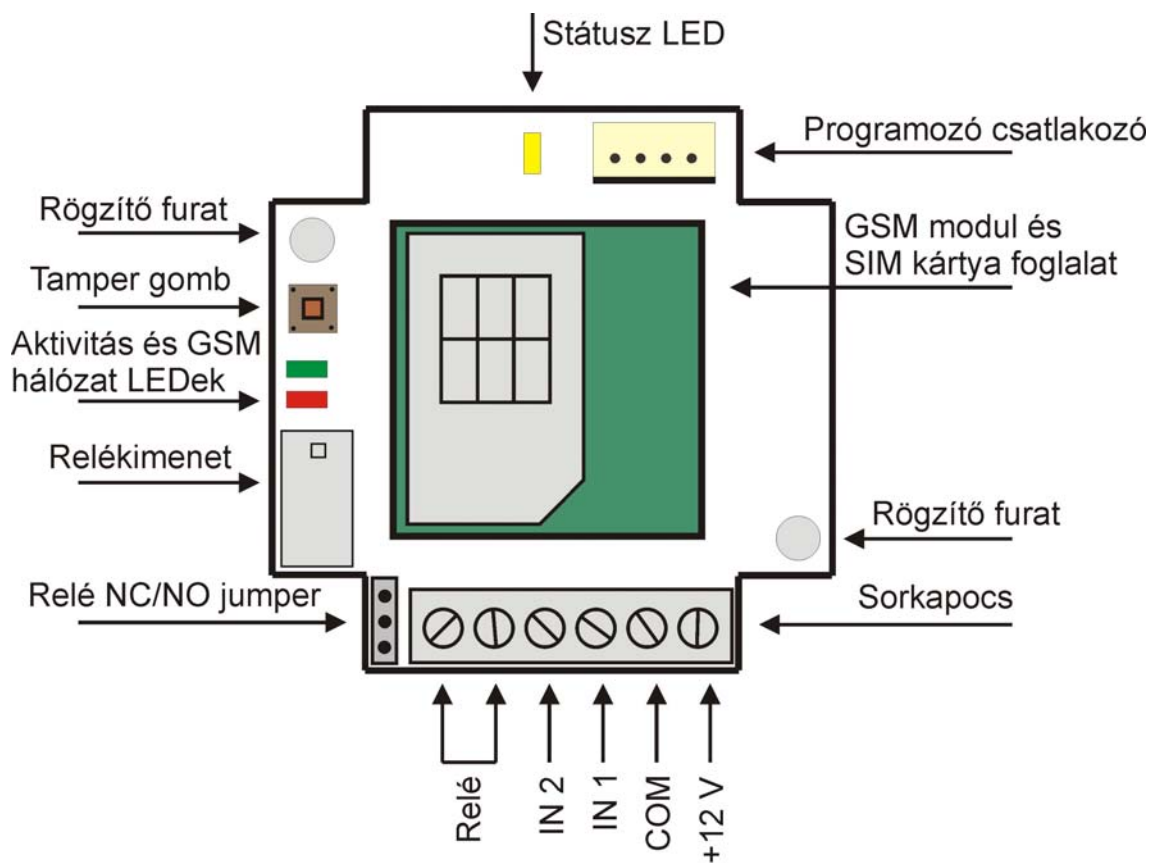 Státusz LED
Programozó csatlakozó
Rögzítő furat
GSM modul és
SIM kártya foglalat
Tamper gomb
Aktivitás és GSM
hálózat LEDek
Relékimenet
Rögzítő furat
Relé NC/NO jumper
Sorkapocs
Relé
IN 2
IN 1
COM
+12 V